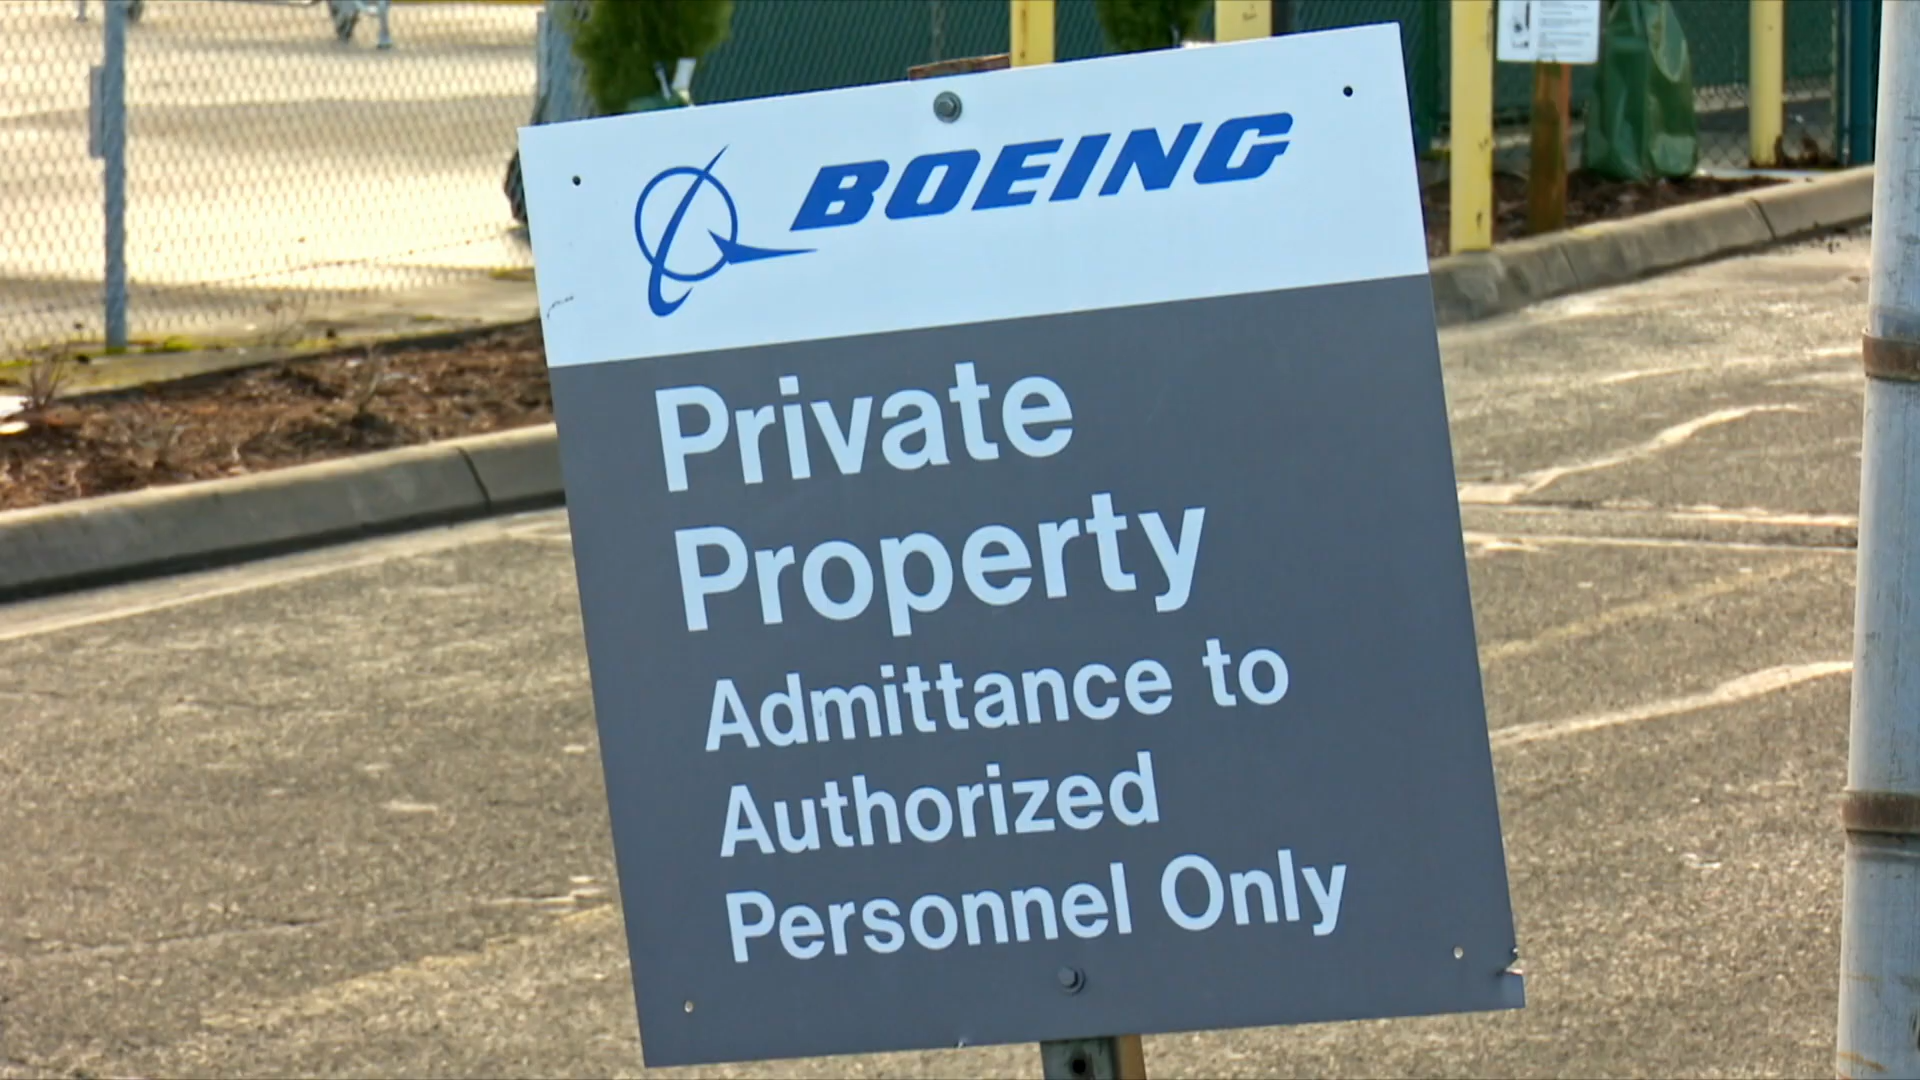 BOEING
Private
Property
Admittance to
Authorized
Personnel Only